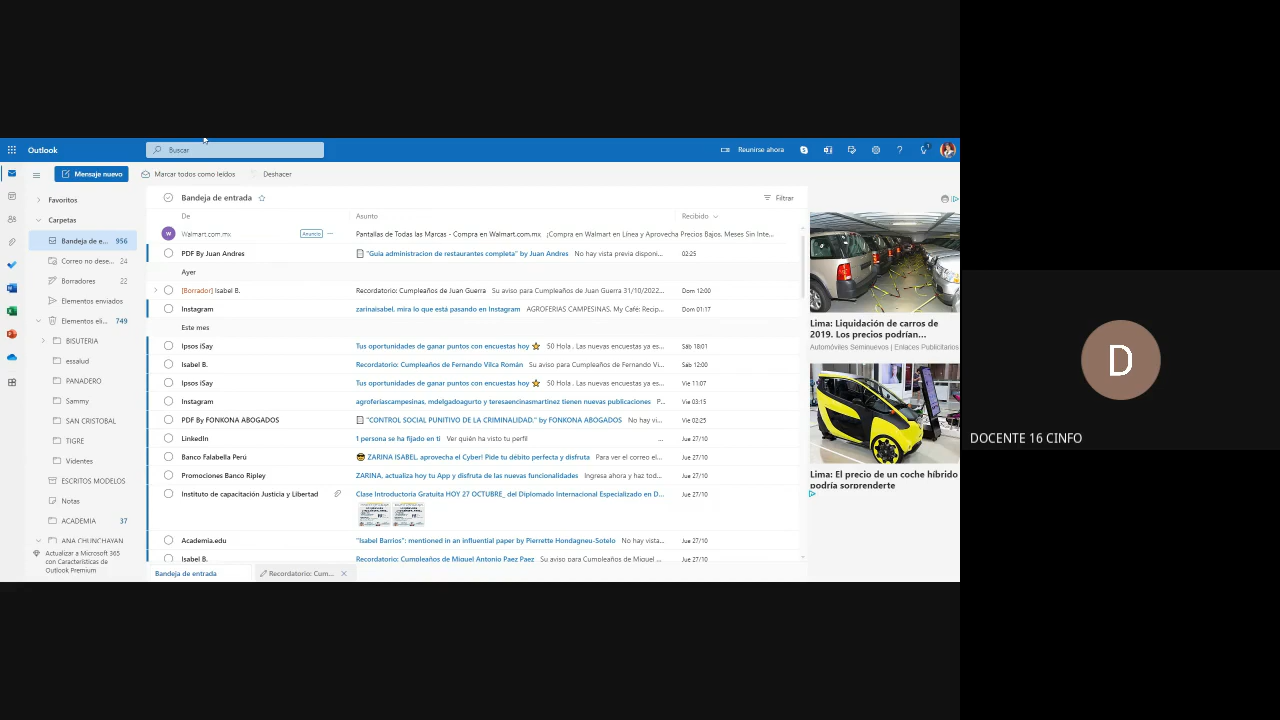 Outlook
Buscar
Reunirse ahora
Mensaje nuevo
Marcar todos como leídos
Deshacer
Favoritos
Carpetas
Bandeja de e... 956
Correo no dese... 24
Borradores 22
Elementos enviados
Elementos eli... 749
BISUTERIA
essalud
PANADERO
Sammy
SAN CRISTOBAL
TIGRE
Videntes
ESCRITOS MODELOS
Notas
ACADEMIA 37
ANA CHUNCHAYAN
Actualizar a Microsoft 365
con Características de
Outlook Premium
Bandeja de entrada
Filtrar
De Asunto Recibido
W Walmart.com.mx Anuncio Pantallas de Todas las Marcas - Compra en Walmart.com.mx ¡Compra en Walmart en Línea y Aprovecha Precios Bajos. Meses Sin Inte...
PDF By Juan Andres "Guia administracion de restaurantes completa" by Juan Andres No hay vista previa disponi... 02:25
Ayer
[Borrador] Isabel B. Recordatorio: Cumpleaños de Juan Guerra Su aviso para Cumpleaños de Juan Guerra 31/10/2022... Dom 12:00
Instagram zarinaisabel, mira lo que está pasando en Instagram AGROFERIAS CAMPESINAS, My Café: Recip... Dom 01:17
Este mes
Ipsos iSay Tus oportunidades de ganar puntos con encuestas hoy 50 Hola . Las nuevas encuestas ya es... Sáb 18:01
Isabel B. Recordatorio: Cumpleaños de Fernando Vilca Román Su aviso para Cumpleaños de Fernando Vi... Sáb 12:00
Ipsos iSay Tus oportunidades de ganar puntos con encuestas hoy 50 Hola . Las nuevas encuestas ya es... Vie 11:07
Instagram agroferiascampesinas, mdelgadoagurto y teresaencinasmartinez tienen nuevas publicaciones P... Vie 03:15
PDF By FONKONA ABOGADOS "CONTROL SOCIAL PUNITIVO DE LA CRIMINALIDAD." by FONKONA ABOGADOS No hay vi... Vie 02:25
LinkedIn 1 persona se ha fijado en ti Ver quién ha visto tu perfil ... Jue 27/10
Banco Falabella Perú ZARINA ISABEL, aprovecha el Cyber! Pide tu débito perfecta y disfruta Para ver el correo el... Jue 27/10
Promociones Banco Ripley ZARINA, actualiza hoy tu App y disfruta de las nuevas funcionalidades Ingresa ahora y haz tod... Jue 27/10
Instituto de capacitación Justicia y Libertad Clase Introductoria Gratuita HOY 27 OCTUBRE_ del Diplomado Internacional Especializado en D... Jue 27/10
Academia.edu "Isabel Barrios": mentioned in an influential paper by Pierrette Hondagneu-Sotelo No hay vista... Jue 27/10
Isabel B. Recordatorio: Cumpleaños de Miguel Antonio Paez Paez Su aviso para Cumpleaños de Miguel... Jue 27/10
Bandeja de entrada
Recordatorio: Cum...
Lima: Liquidación de carros de
2019. Los precios podrían...
Automóviles Seminuevos | Enlaces Publicitarios
Lima: El precio de un coche híbrido
podría sorprenderte
D
DOCENTE 16 CINFO